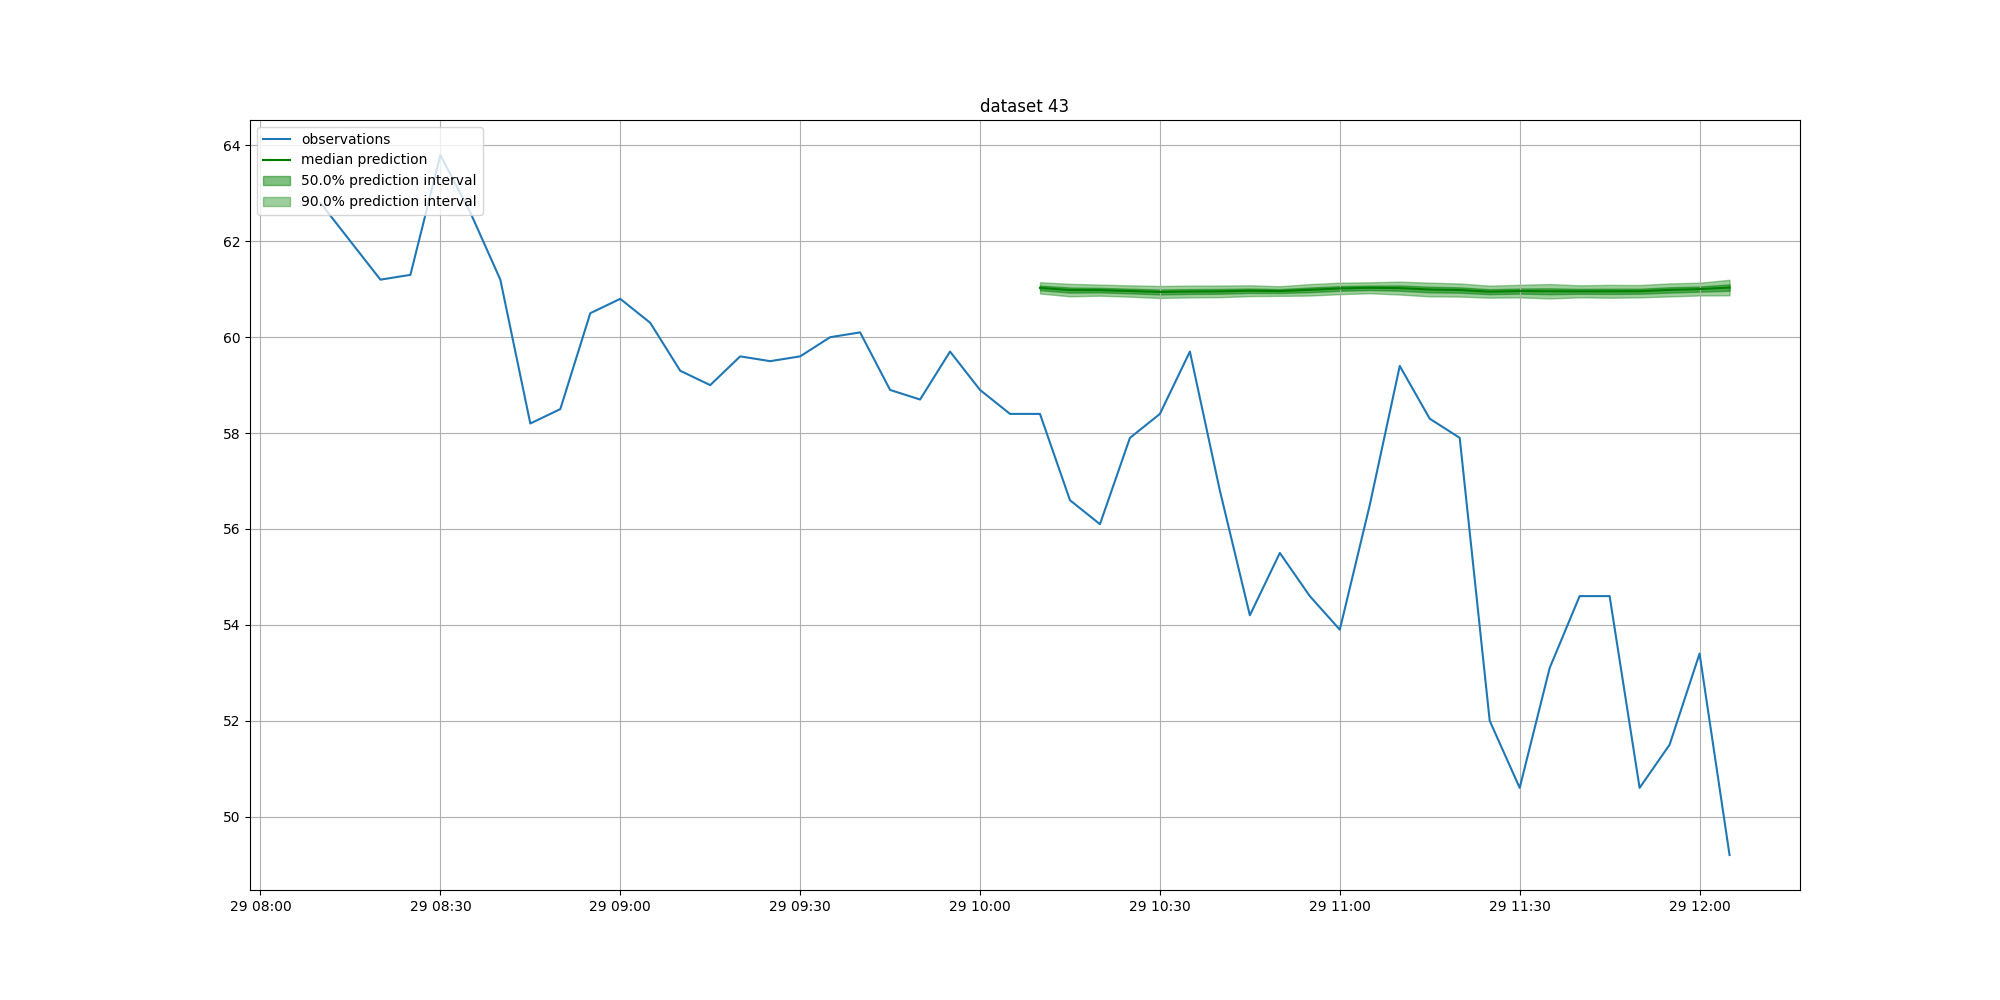 dataset 43
observations
median prediction
50.0% prediction interval
90.0% prediction interval
64
62
60
58
56
54
52
50
29 08:00 29 08:30 29 09:00 29 09:30 29 10:00 29 10:30 29 11:00 29 11:30 29 12:00